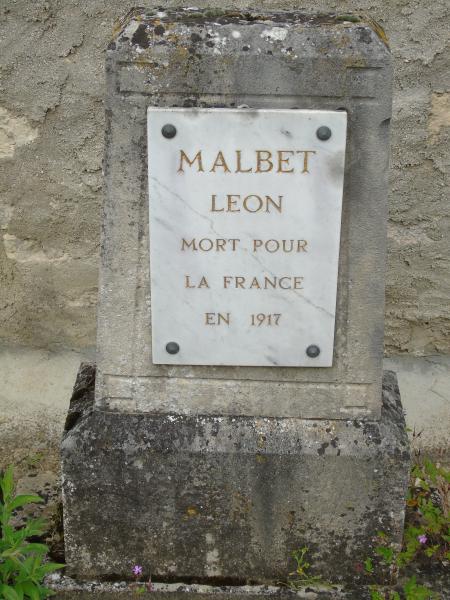 MALBET
LEON
MORT POUR
LA FRANCE
EN 1917